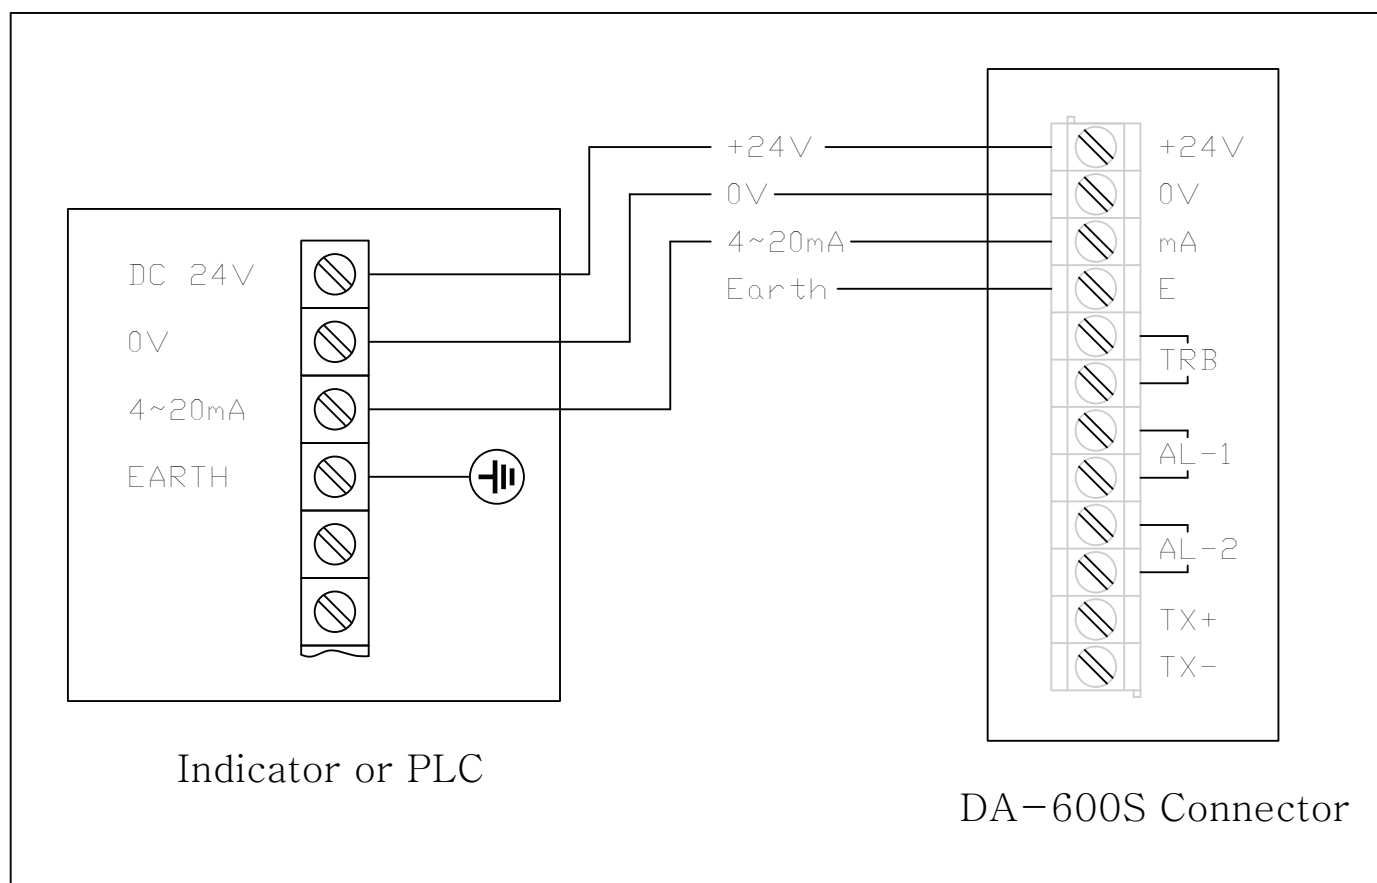 DC 24V
0V
4~20mA
EARTH
Indicator or PLC
+24V
0V
4~20mA
Earth
+24V
0V
mA
E
TRB
AL-1
AL-2
TX+
TX-
DA-600S Connector